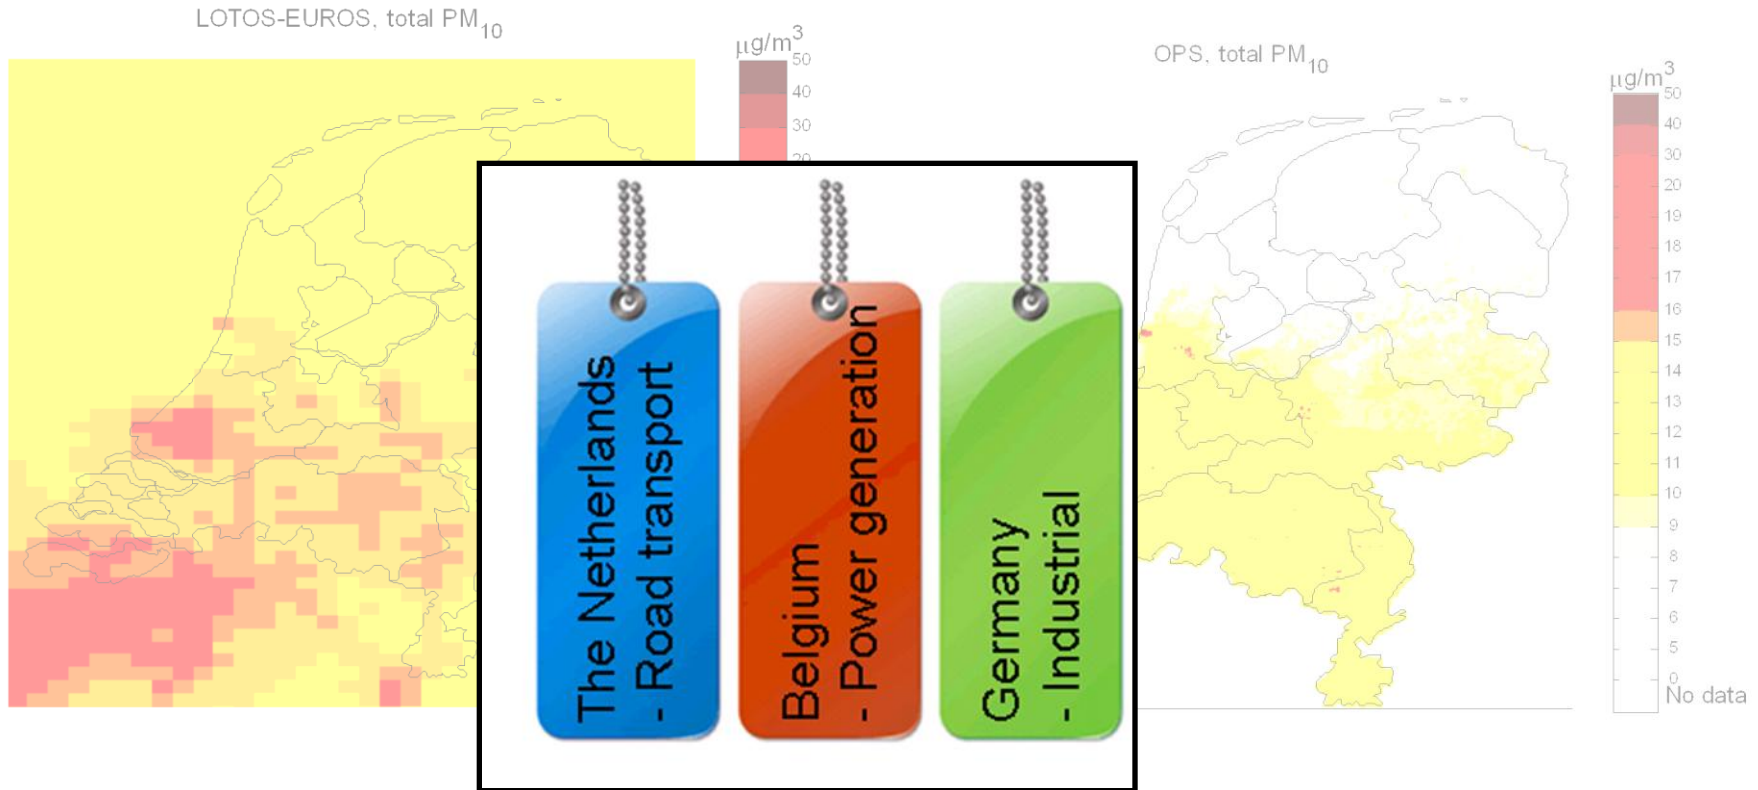 LOTOS-EUROS, total PM10
μg/m3
50
40
30
20
The Netherlands
- Road transport
Belgium
- Power generation
Germany
- Industrial
OPS, total PM10
μg/m3
50
40
30
20
19
18
17
16
15
14
13
12
11
10
9
8
7
6
5
0
No data